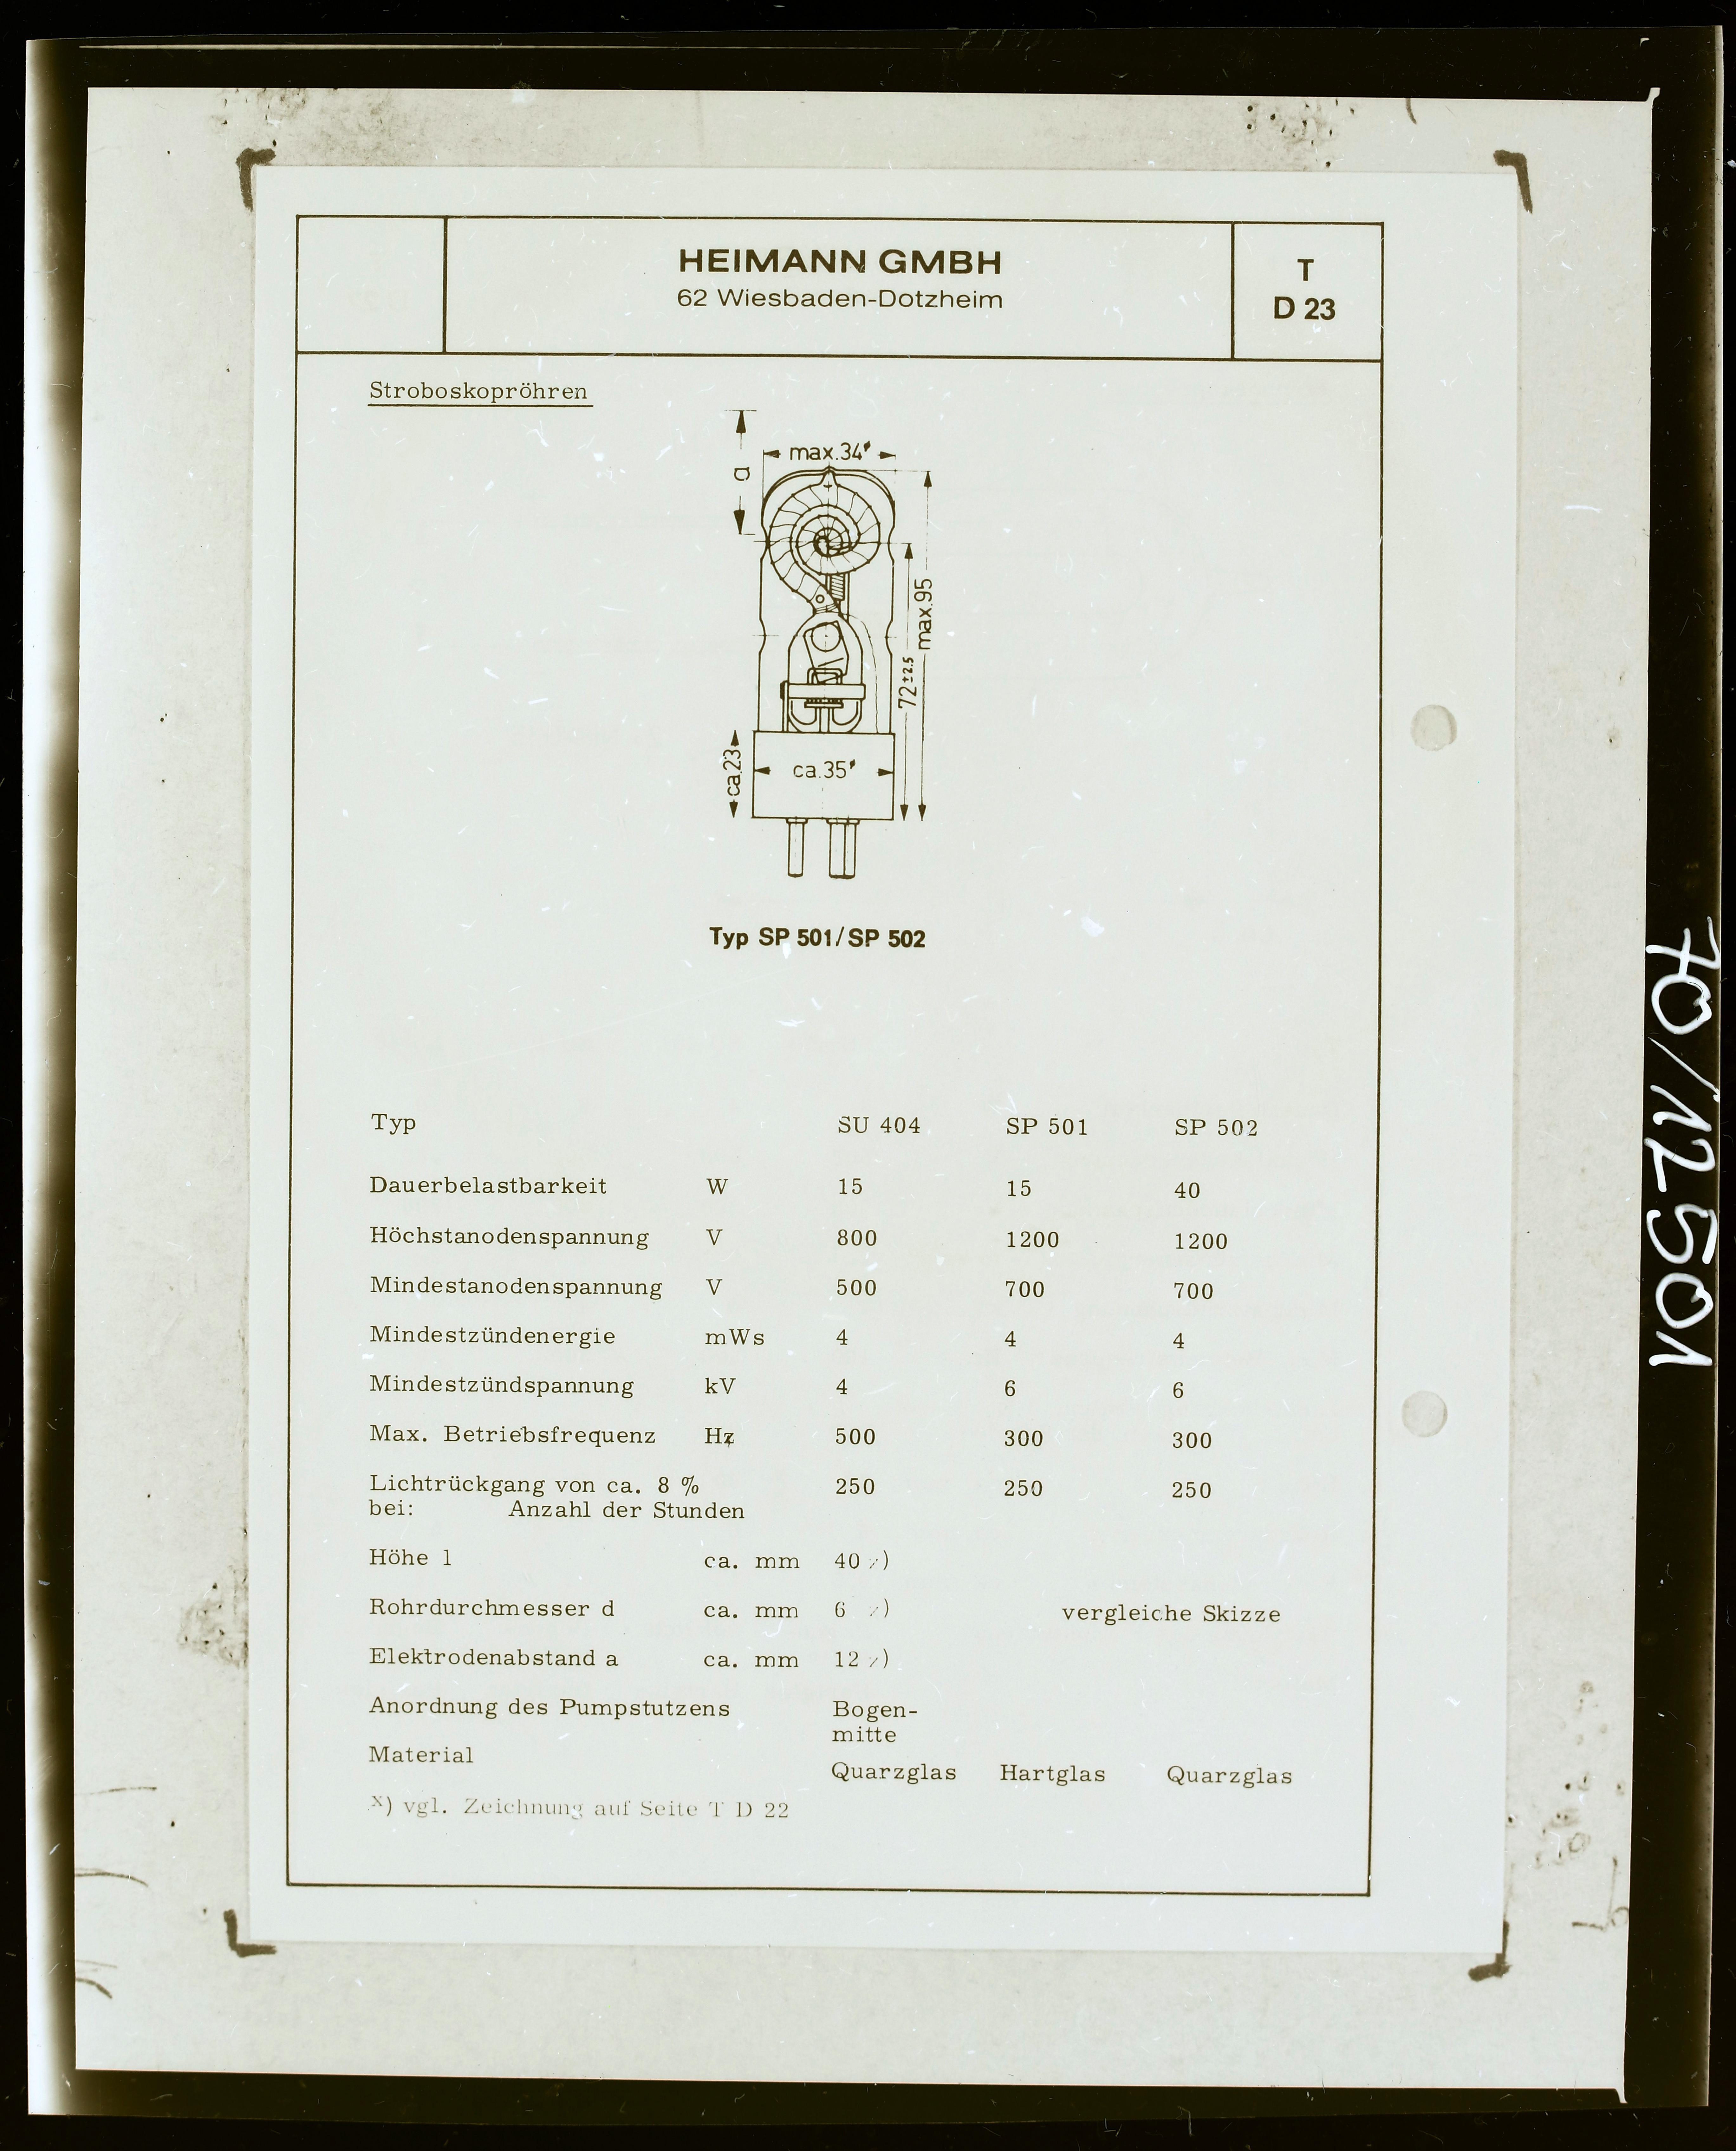 HEIMANN GMBH
62 Wiesbaden-Dotzheim
T
D 23
Stroboskopröhren
a
max.34⌀
max.95
72±2.5
ca.23
ca.35⌀
Typ SP 501/SP 502
Typ SU 404 SP 501 SP 502
Dauerbelastbarkeit W 15 15 40
Höchstanodenspannung V 800 1200 1200
Mindestanodenspannung V 500 700 700
Mindestzündenergie mWs 4 4 4
Mindestzündspannung kV 4 6 6
Max. Betriebsfrequenz Hz 500 300 300
Lichtrückgang von ca. 8 % 250 250 250
bei: Anzahl der Stunden
Höhe l ca. mm 40 x)
Rohrdurchmesser d ca. mm 6 x) vergleiche Skizze
Elektrodenabstand a ca. mm 12 x)
Anordnung des Pumpstutzens Bogen-
mitte
Material
Quarzglas Hartglas Quarzglas
x) vgl. Zeichnung auf Seite T D 22
70/12501